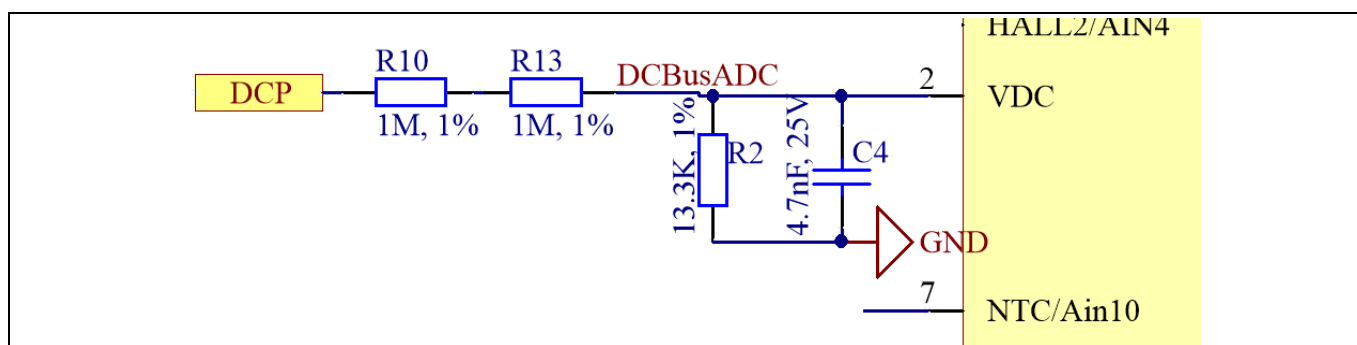 HALL2/AIN4
R10
R13
DCBusADC
2
DCP
VDC
1M, 1%
1M, 1%
13.3K, 1%
R2
4.7nF, 25V
C4
GND
7
NTC/Ain10